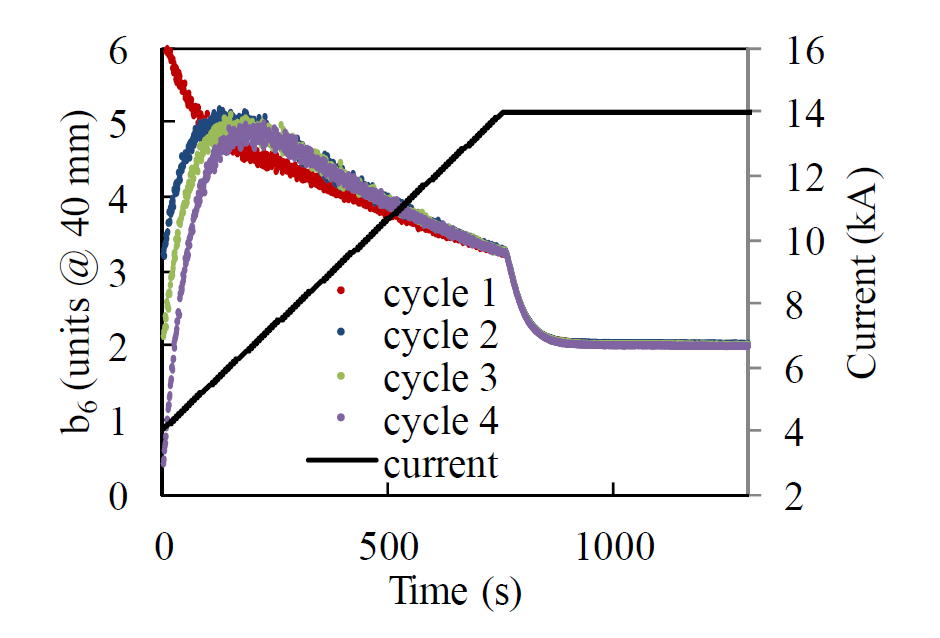 6
5
4
3
2
1
0
b6 (units @ 40 mm)
16
14
12
10
8
6
4
2
Current (kA)
cycle 1
cycle 2
cycle 3
cycle 4
current
0 500 1000
Time (s)